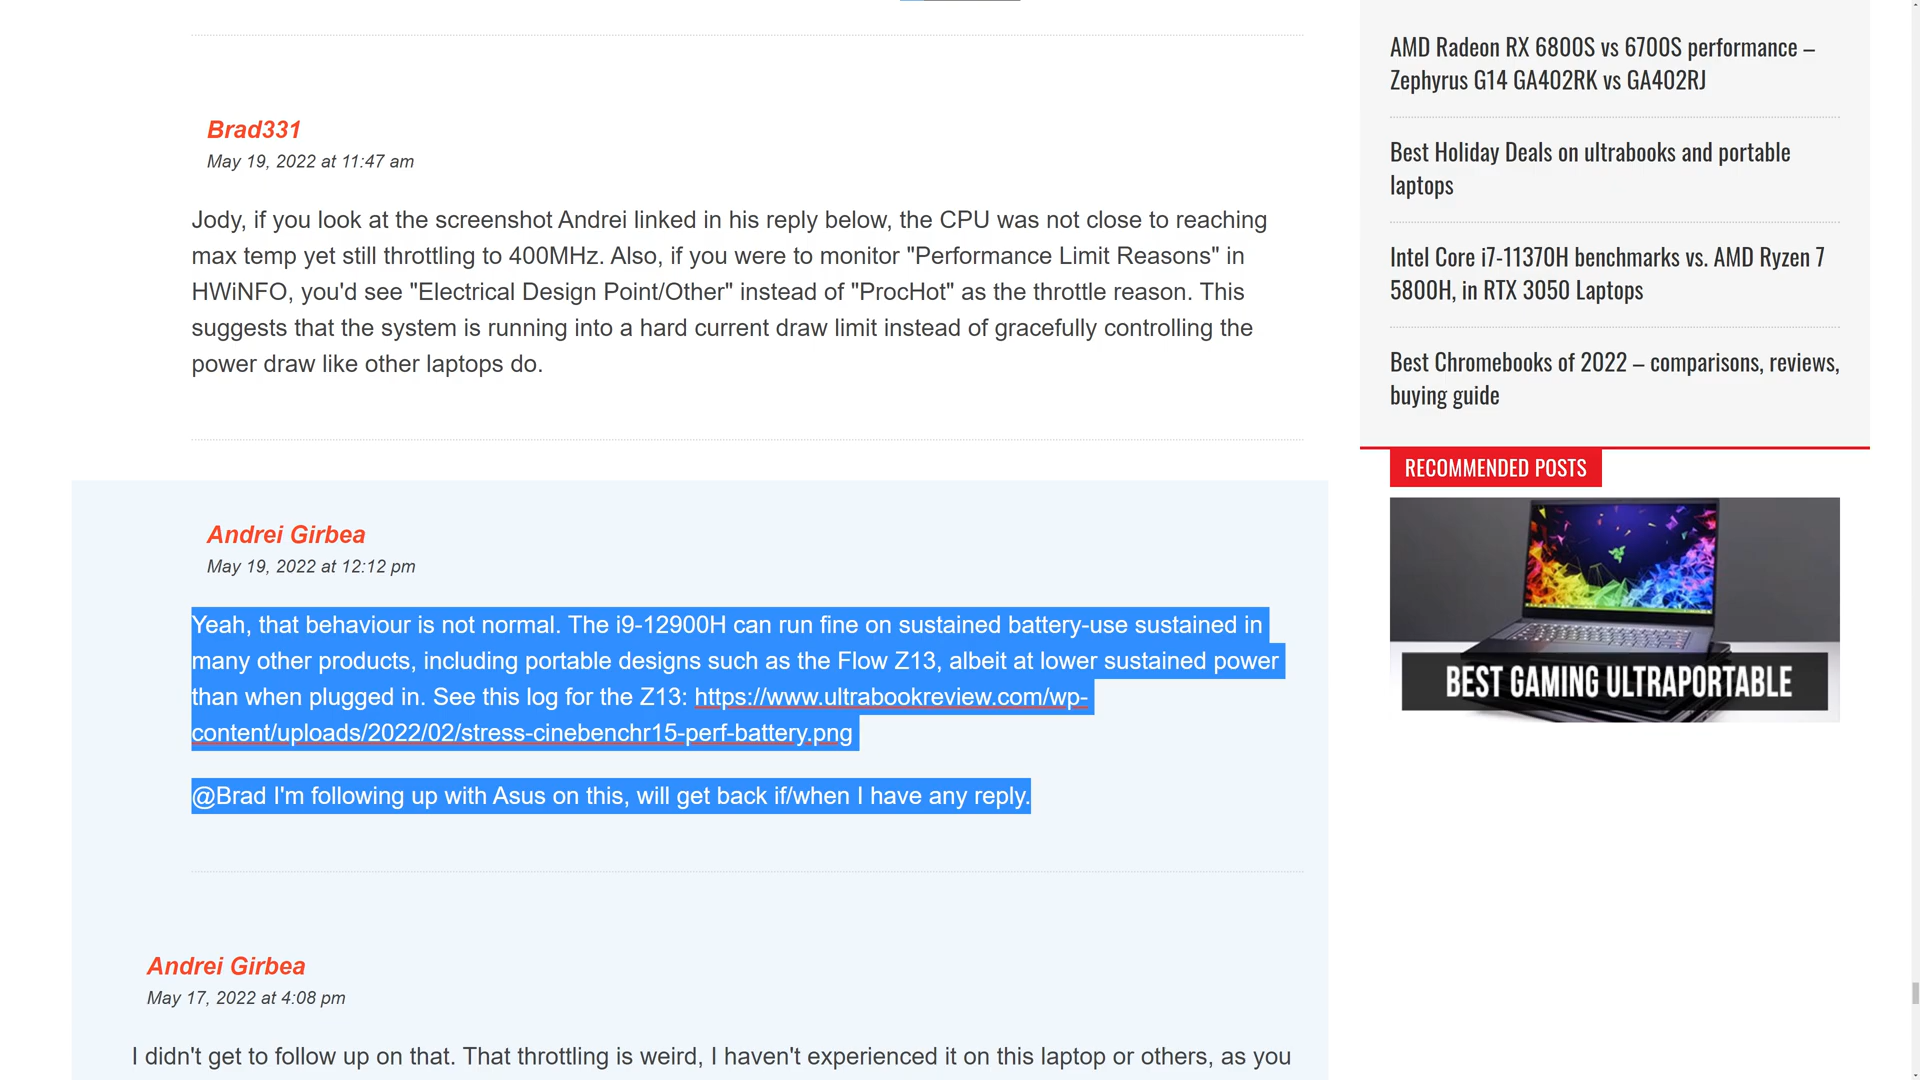 Brad331
May 19, 2022 at 11:47 am
Jody, if you look at the screenshot Andrei linked in his reply below, the CPU was not close to reaching
max temp yet still throttling to 400MHz. Also, if you were to monitor "Performance Limit Reasons" in
HWiNFO, you'd see "Electrical Design Point/Other" instead of "ProcHot" as the throttle reason. This
suggests that the system is running into a hard current draw limit instead of gracefully controlling the
power draw like other laptops do.
Andrei Girbea
May 19, 2022 at 12:12 pm
Yeah, that behaviour is not normal. The i9-12900H can run fine on sustained battery-use sustained in
many other products, including portable designs such as the Flow Z13, albeit at lower sustained power
than when plugged in. See this log for the Z13: https://www.ultrabookreview.com/wp-
content/uploads/2022/02/stress-cinebenchr15-perf-battery.png
@Brad I'm following up with Asus on this, will get back if/when I have any reply.
Andrei Girbea
May 17, 2022 at 4:08 pm
I didn't get to follow up on that. That throttling is weird, I haven't experienced it on this laptop or others, as you
AMD Radeon RX 6800S vs 6700S performance –
Zephyrus G14 GA402RK vs GA402RJ
Best Holiday Deals on ultrabooks and portable
laptops
Intel Core i7-11370H benchmarks vs. AMD Ryzen 7
5800H, in RTX 3050 Laptops
Best Chromebooks of 2022 – comparisons, reviews,
buying guide
RECOMMENDED POSTS
BEST GAMING ULTRAPORTABLE